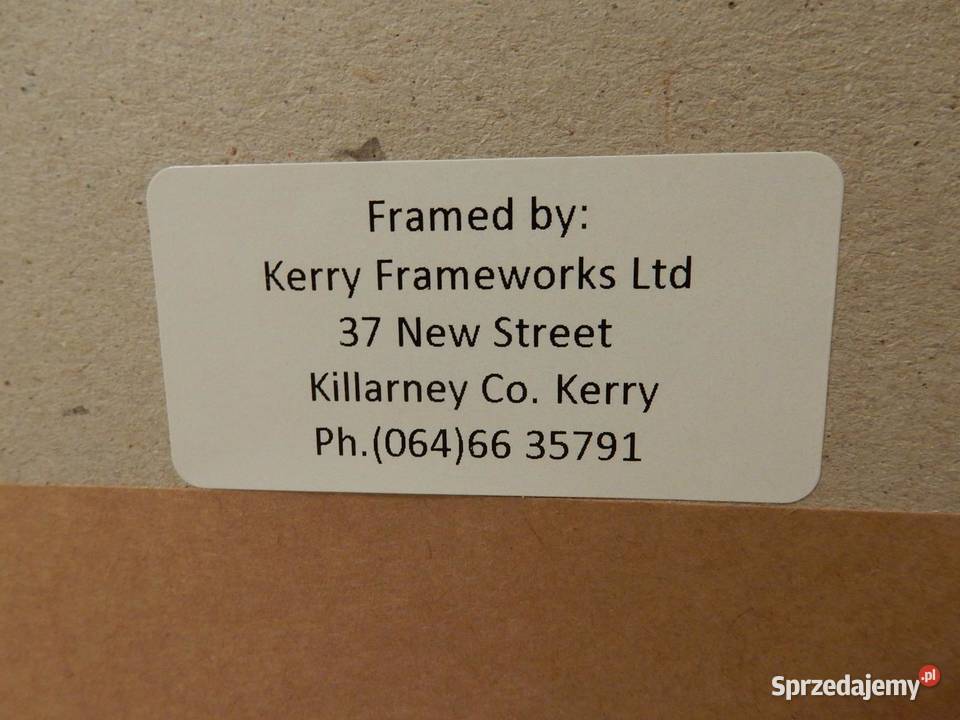 Framed by:
Kerry Frameworks Ltd
37 New Street
Killarney Co. Kerry
Ph.(064)66 35791
Sprzedajemy.pl